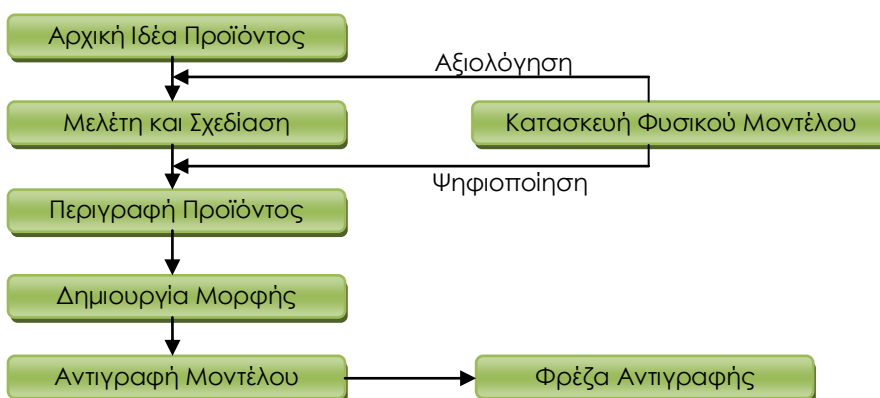 Αρχική Ιδέα Προϊόντος
Αξιολόγηση
Μελέτη και Σχεδίαση
Κατασκευή Φυσικού Μοντέλου
Ψηφιοποίηση
Περιγραφή Προϊόντος
Δημιουργία Μορφής
Αντιγραφή Μοντέλου
Φρέζα Αντιγραφής